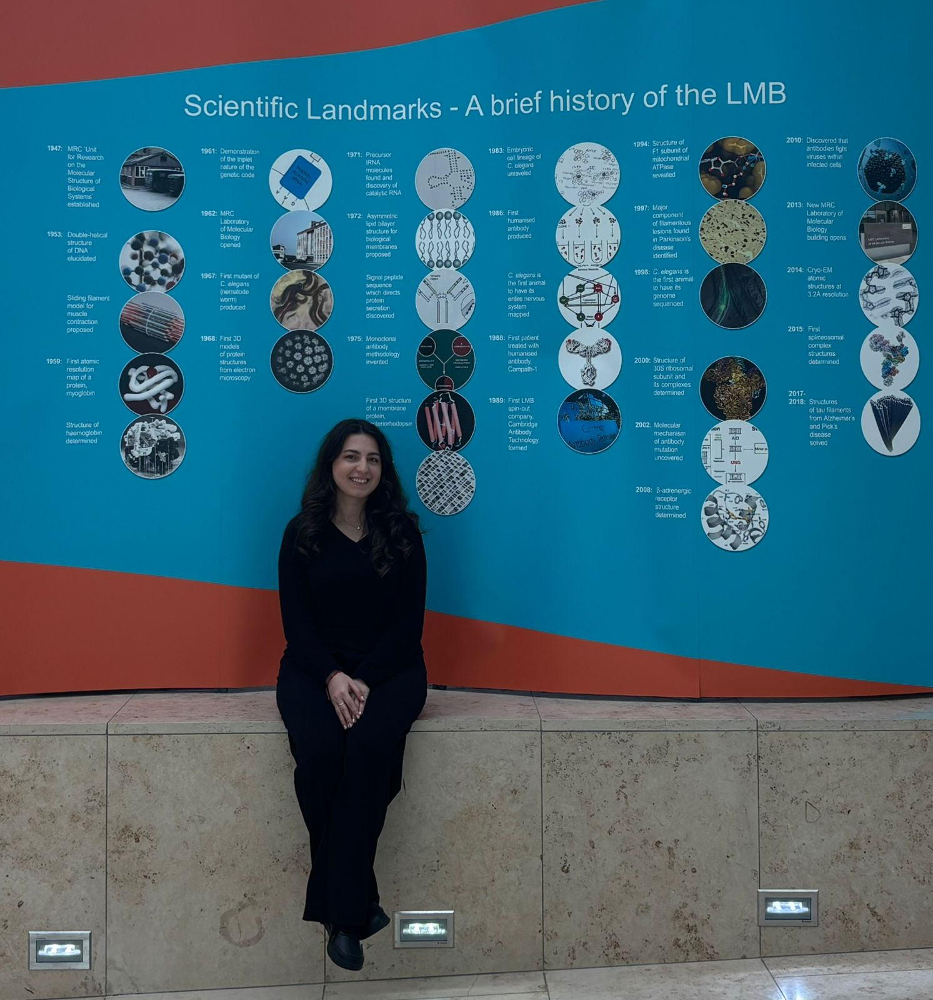 Scientific Landmarks - A brief history of the LMB
1947: MRC 'Unit
for Research
on the
Molecular
Structure of
Biological
Systems'
established
1953: Double-helical
structure
of DNA
elucidated
Sliding filament
model for
muscle
contraction
proposed
1959: First atomic
resolution
map of a
protein,
myoglobin
Structure of
haemoglobin
determined
1961: Demonstration
of the triplet
nature of the
genetic code
PHENYL
ALANINE
G A A
1962: MRC
Laboratory
of Molecular
Biology
opened
1967: First mutant of
C. elegans
(nematode
worm)
produced
1968: First 3D
models
of protein
structures
from electron
microscopy
1971: Precursor
tRNA
molecules
found and
discovery of
catalytic RNA
1972: Asymmetric
lipid bilayer
structure for
biological
membranes
proposed
Signal peptide
sequence
which directs
protein
secretion
discovered
1975: Monoclonal
antibody
methodology
invented
First 3D structure
of a membrane
protein,
cteriorhodopsin
1983: Embryonic
cell lineage of
C. elegans
unraveled
1986: First
humanised
antibody
produced
C. elegans is
the first animal
to have its
entire nervous
system
mapped
1988: First patient
treated with
humanised
antibody,
Campath-1
1989: First LMB
spin-out
company,
Cambridge
Antibody
Technology,
formed
Antibody
1994: Structure of
F1 subunit of
mitochondrial
ATPase
revealed
1997: Major
component
of filamentous
lesions found
in Parkinson's
disease
identified
1998: C. elegans is
the first animal
to have its
genome
sequenced
2000: Structure of
30S ribosomal
subunit and
its complexes
determined
2002: Molecular
mechanism
of antibody
mutation
uncovered
AID
UNG
2008: β-adrenergic
receptor
structure
determined
2010: Discovered that
antibodies fight
viruses within
infected cells
2013: New MRC
Laboratory of
Molecular
Biology
building opens
MRC Laboratory
of Molecular Biology
2014: Cryo-EM
atomic
structures at
3.2Å resolution
2015: First
spliceosomal
complex
structures
determined
2017-
2018: Structures
of tau filaments
from Alzheimer's
and Pick's
disease
solved